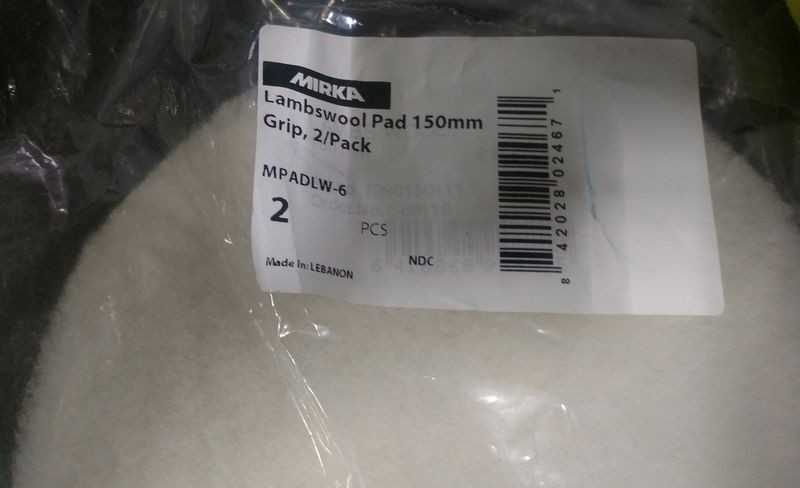 MIRKA
Lambswool Pad 150mm
Grip, 2/Pack
MPADLW-6
2 PCS
Made In: LEBANON
NDC
8 42028 02467 1
7990150111